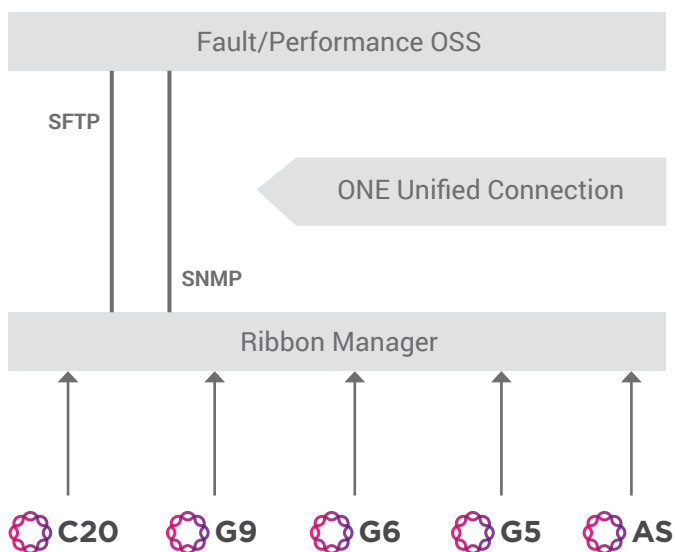 Fault/Performance OSS
SFTP
ONE Unified Connection
SNMP
Ribbon Manager
C20 G9 G6 G5 AS